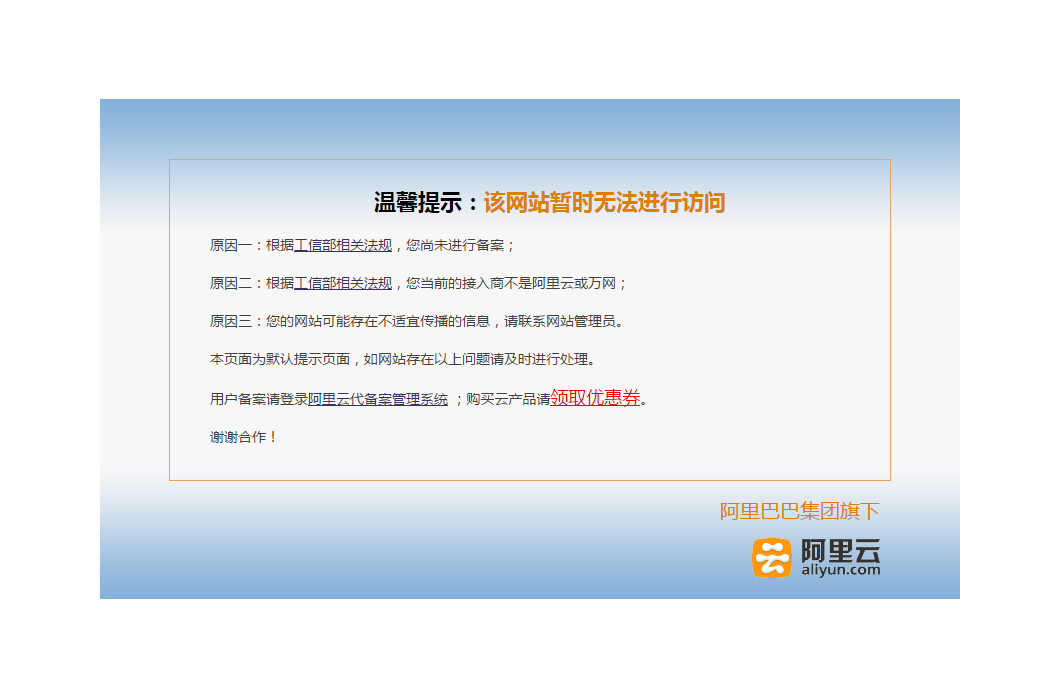 温馨提示：该网站暂时无法进行访问
原因一：根据工信部相关法规，您尚未进行备案；
原因二：根据工信部相关法规，您当前的接入商不是阿里云或万网；
原因三：您的网站可能存在不适宜传播的信息，请联系网站管理员。
本页面为默认提示页面，如网站存在以上问题请及时进行处理。
用户备案请登录阿里云代备案管理系统 ；购买云产品请领取优惠券。
谢谢合作！
阿里巴巴集团旗下
阿里云
aliyun.com